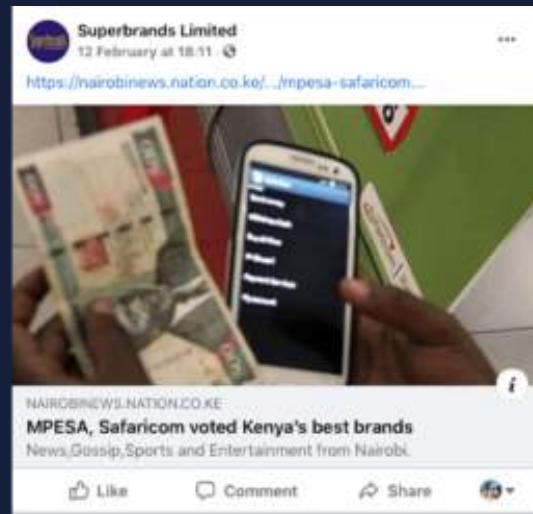 Superbrands Limited
12 February at 18:11
https://nairobinews.nation.co.ke/.../mpesa-safaricom...
NAIROBINEWS.NATION.CO.KE
MPESA, Safaricom voted Kenya's best brands
News,Gossip,Sports and Entertainment from Nairobi.
Like Comment Share